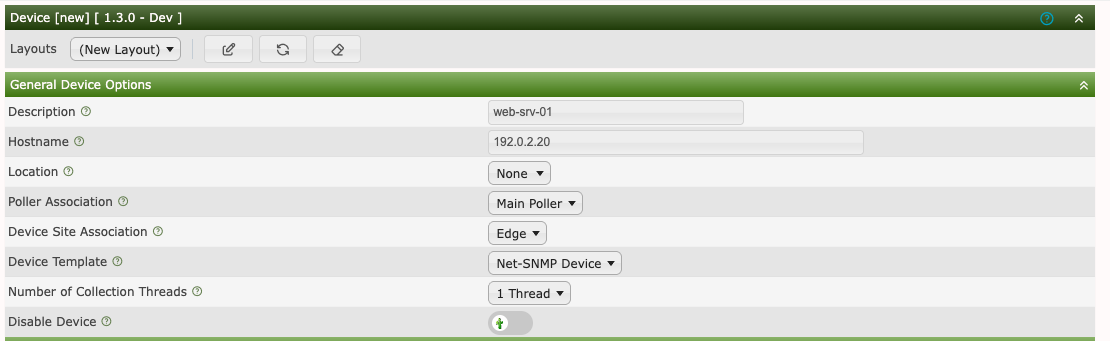 Device [new] [ 1.3.0 - Dev ]
Layouts (New Layout)
General Device Options
Description web-srv-01
Hostname 192.0.2.20
Location None
Poller Association Main Poller
Device Site Association Edge
Device Template Net-SNMP Device
Number of Collection Threads 1 Thread
Disable Device